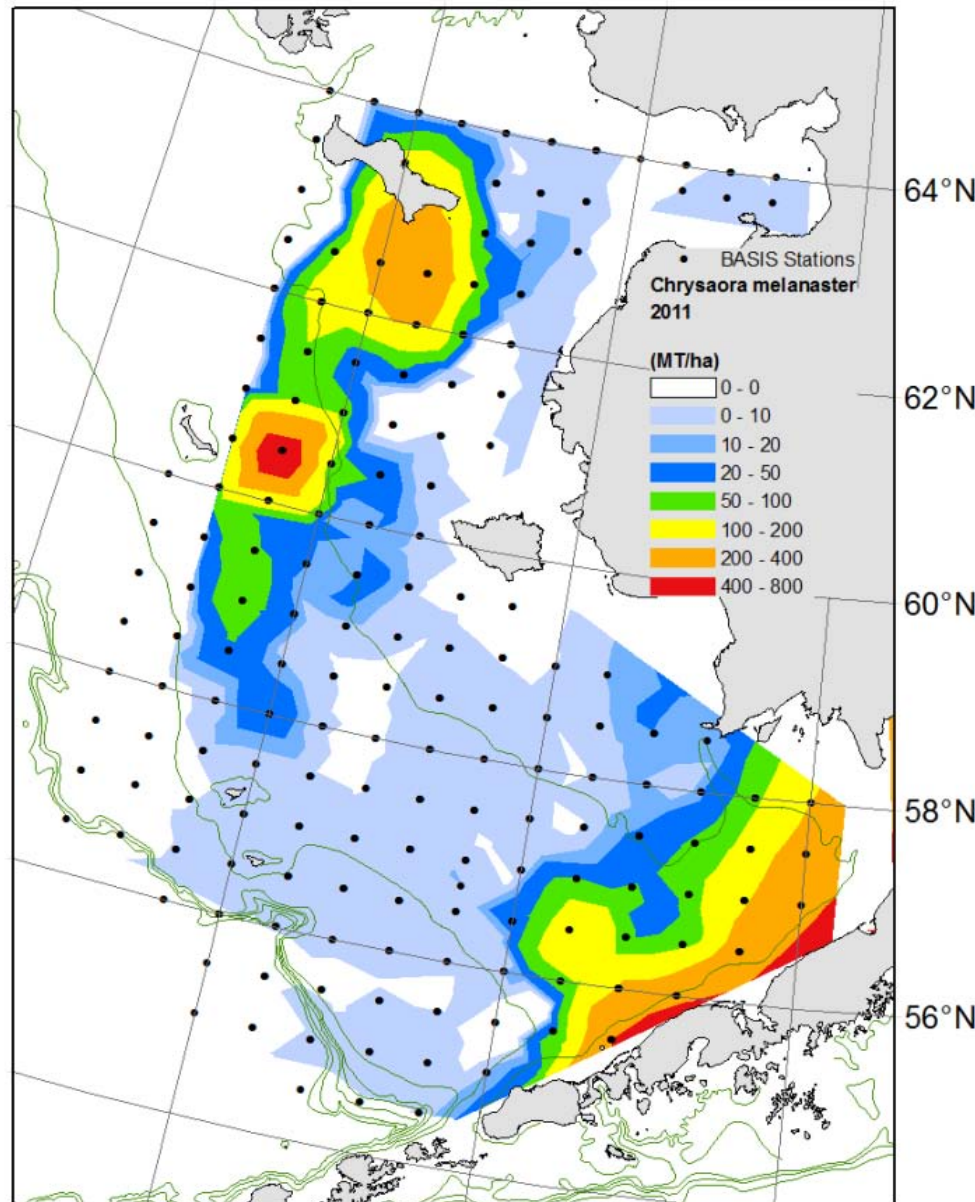 64°N
BASIS Stations
Chrysaora melanaster
2011
62°N
(MT/ha)
0 - 0
0 - 10
10 - 20
20 - 50
50 - 100
100 - 200
200 - 400
400 - 800
60°N
58°N
56°N